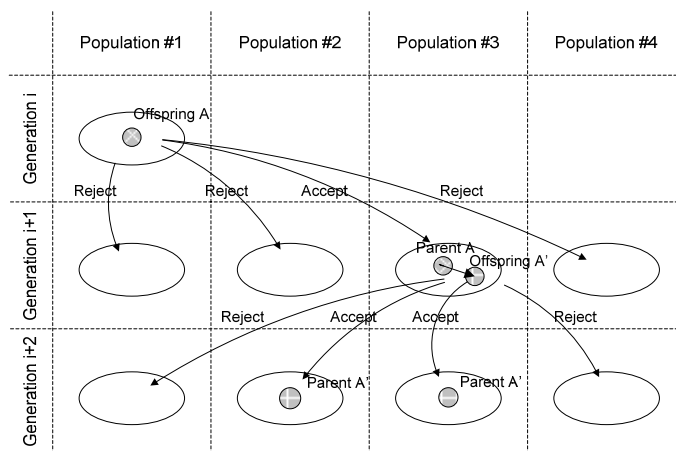 Population #1
Population #2
Population #3
Population #4
Generation i
Offspring A
Reject
Reject
Accept
Reject
Generation i+1
Parent A
Offspring A'
Reject
Accept
Accept
Reject
Generation i+2
Parent A'
Parent A'